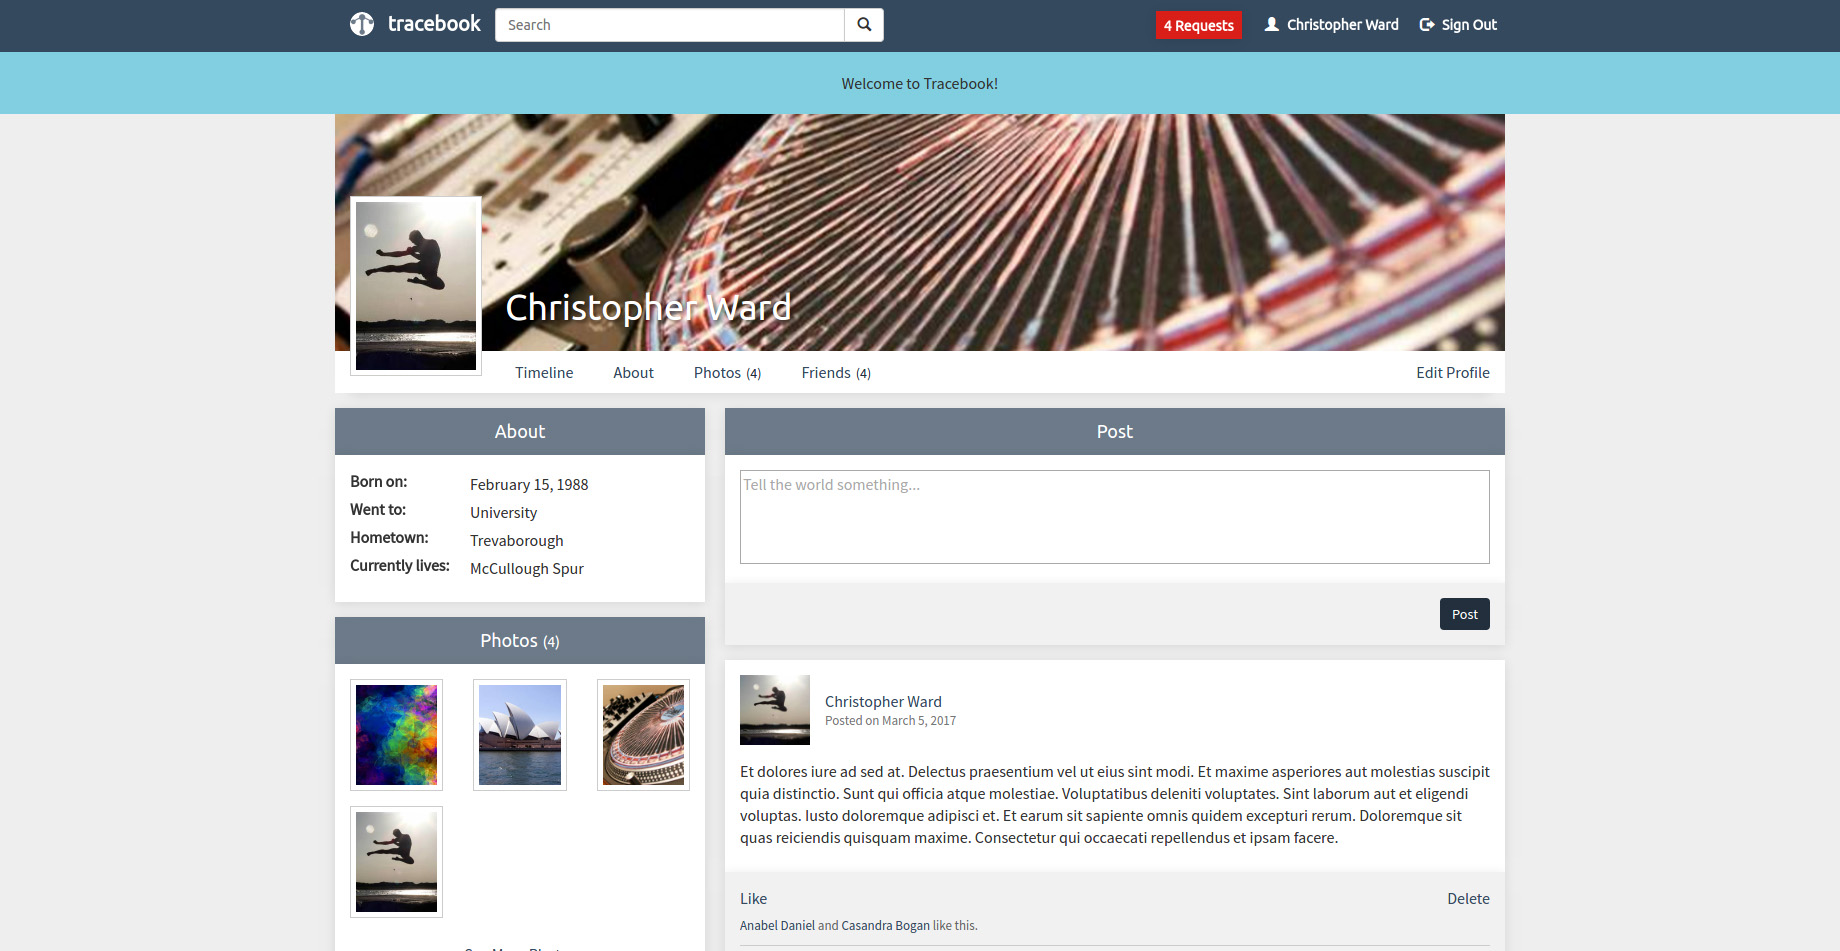 tracebook
Search
4 Requests
Christopher Ward
Sign Out
Welcome to Tracebook!
Christopher Ward
Timeline
About
Photos (4)
Friends (4)
Edit Profile
About
Born on:
February 15, 1988
Went to:
University
Hometown:
Trevaborough
Currently lives:
McCullough Spur
Photos (4)
Post
Tell the world something...
Post
Christopher Ward
Posted on March 5, 2017
Et dolores iure ad sed at. Delectus praesentium vel ut eius sint modi. Et maxime asperiores aut molestias suscipit
quia distinctio. Sunt qui officia atque molestiae. Voluptatibus deleniti voluptates. Sint laborum aut et eligendi
voluptas. Iusto doloremque adipisci et. Et earum sit sapiente omnis quidem excepturi rerum. Doloremque sit
quas reiciendis quisquam maxime. Consectetur qui occaecati repellendus et ipsam facere.
Like
Delete
Anabel Daniel and Casandra Bogan like this.